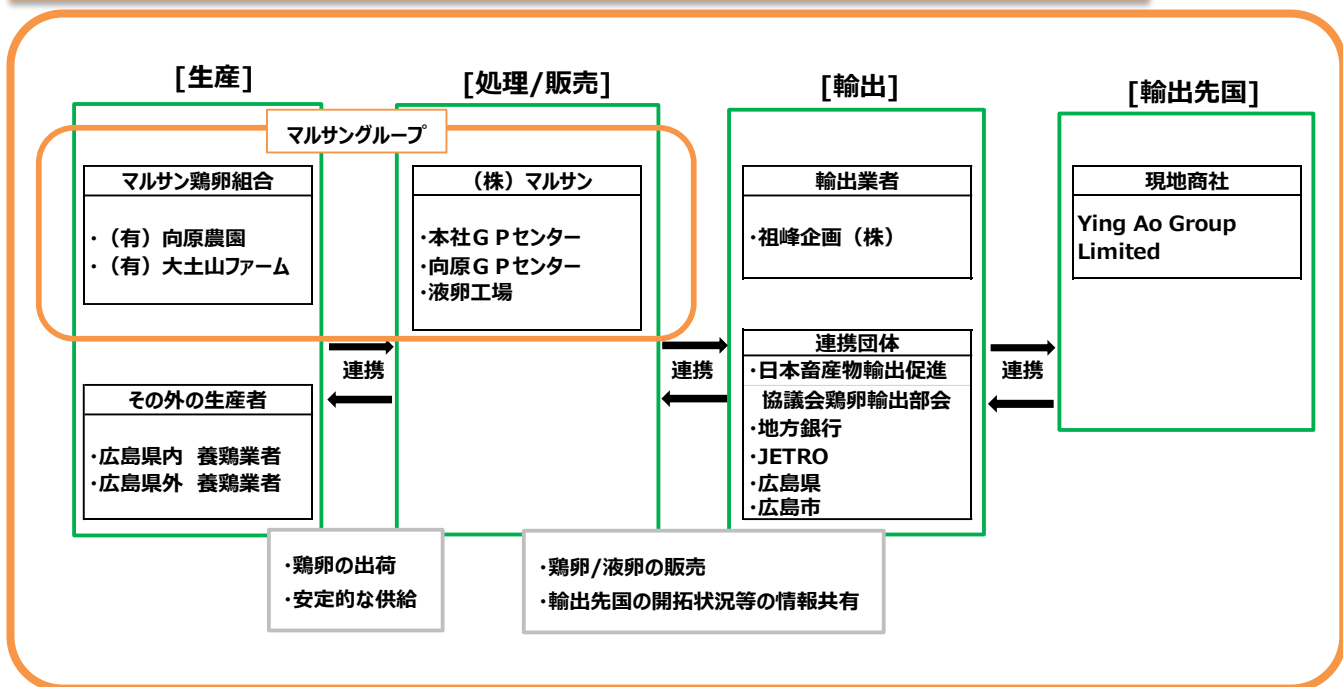 [生産]
[処理/販売]
[輸出]
[輸出先国]
マルサングループ
マルサン鶏卵組合
・（有）向原農園
・（有）大土山ファーム
（株）マルサン
・本社ＧＰセンター
・向原ＧＰセンター
・液卵工場
輸出業者
・祖峰企画（株）
現地商社
Ying Ao Group
Limited
連携
連携
連携
その外の生産者
・広島県内　養鶏業者
・広島県外　養鶏業者
連携団体
・日本畜産物輸出促進
協議会鶏卵輸出部会
・地方銀行
・JETRO
・広島県
・広島市
・鶏卵の出荷
・安定的な供給
・鶏卵/液卵の販売
・輸出先国の開拓状況等の情報共有